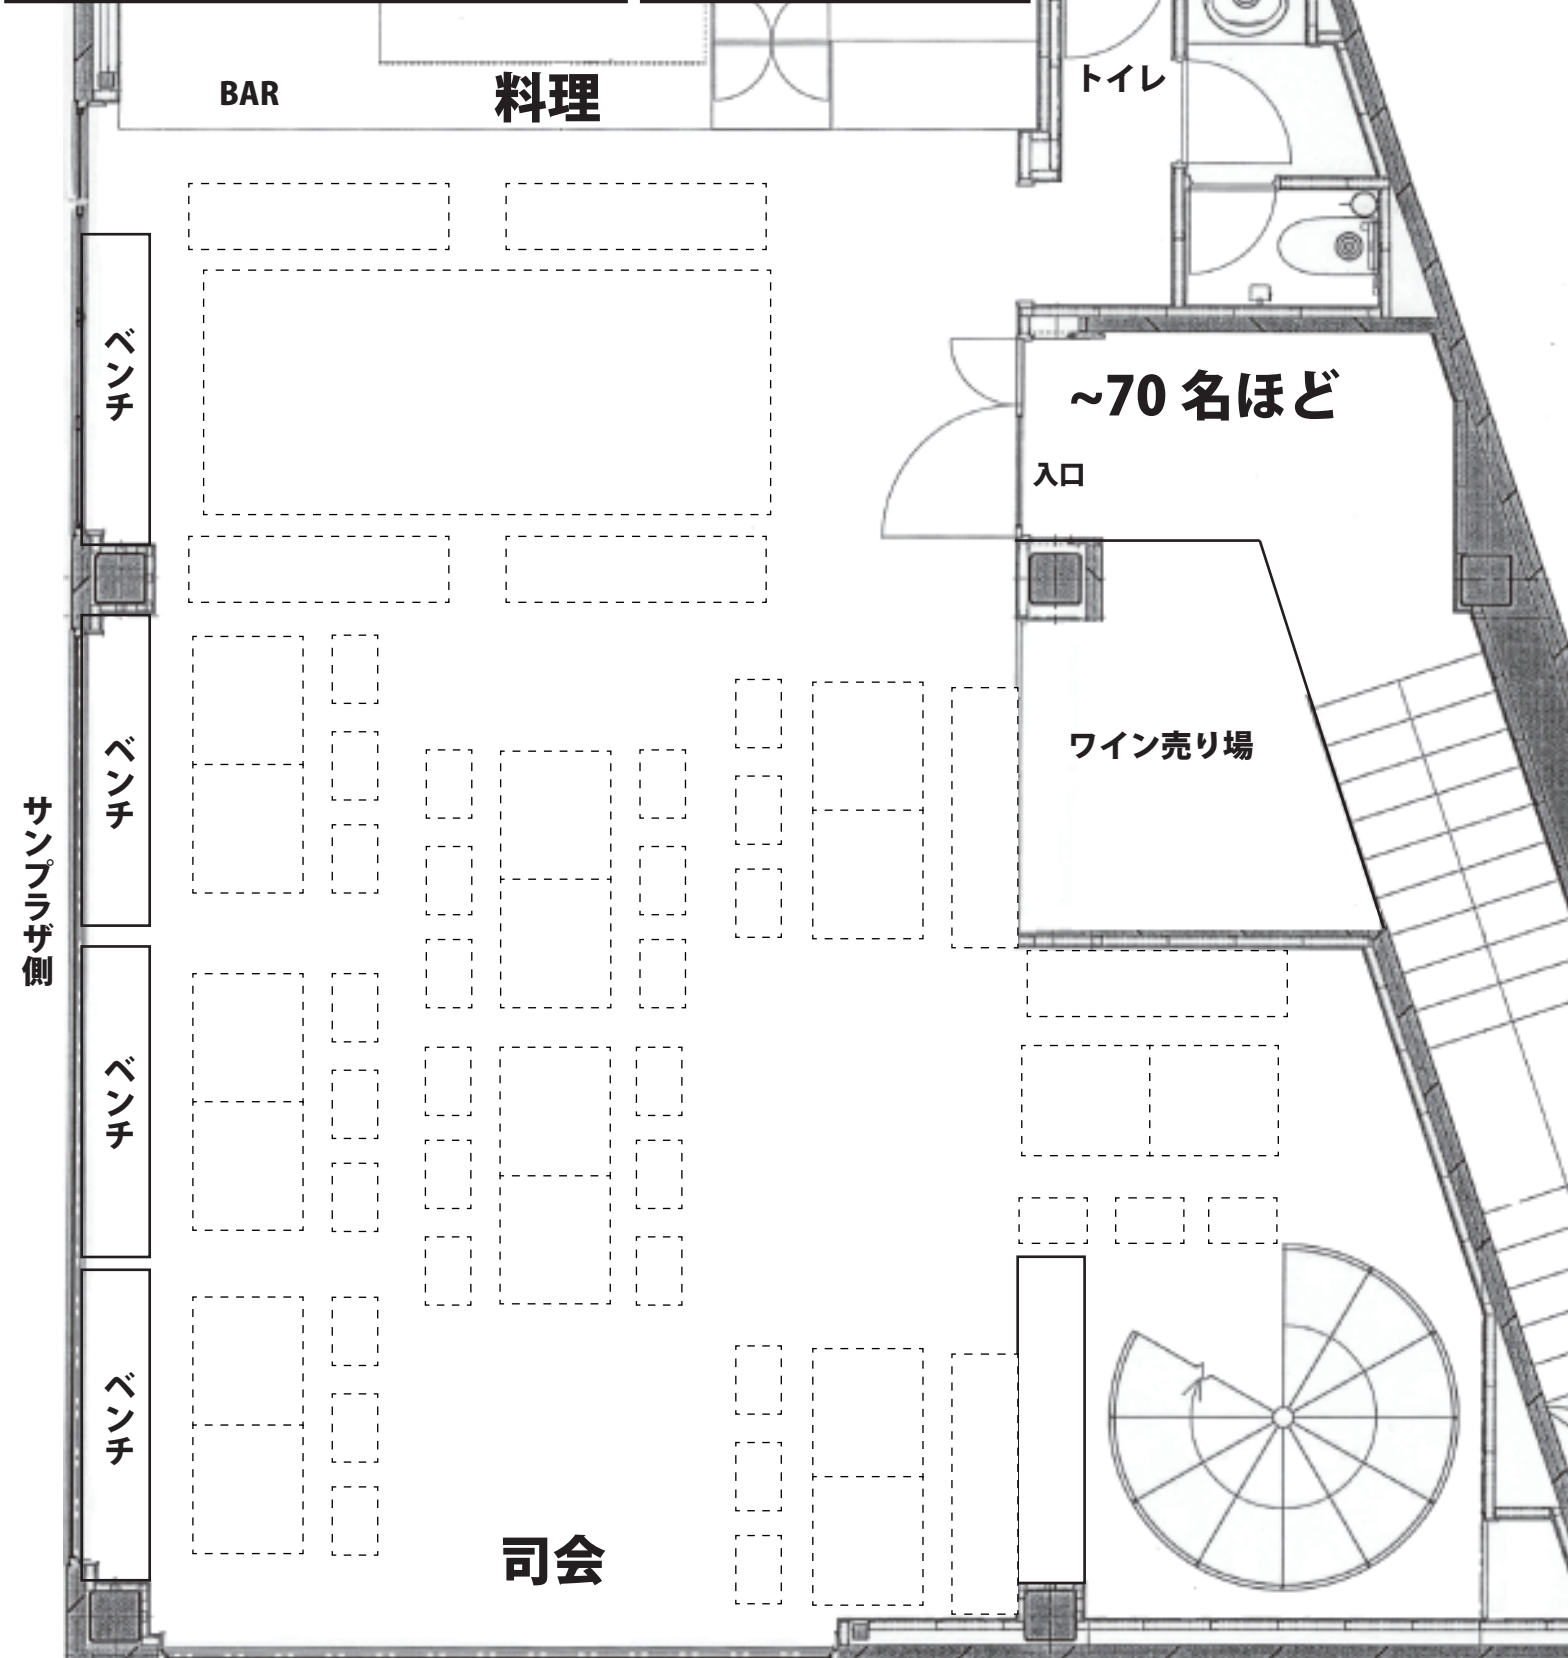 BAR
料理
トイレ
ベンチ
~70 名ほど
入口
ベンチ
ワイン売り場
サンプラザ側
ベンチ
ベンチ
司会